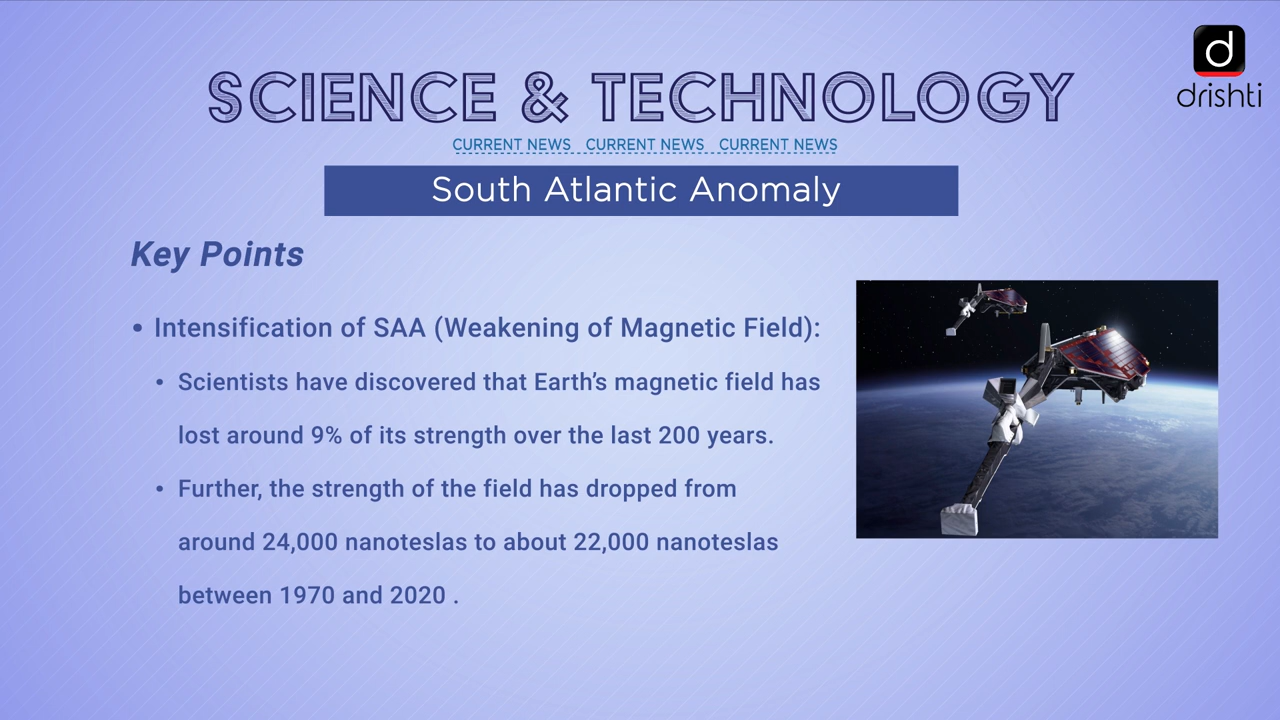 d
drishti
SCIENCE & TECHNOLOGY
CURRENT NEWS CURRENT NEWS CURRENT NEWS
South Atlantic Anomaly
Key Points
• Intensification of SAA (Weakening of Magnetic Field):
• Scientists have discovered that Earth's magnetic field has
lost around 9% of its strength over the last 200 years.
• Further, the strength of the field has dropped from
around 24,000 nanoteslas to about 22,000 nanoteslas
between 1970 and 2020 .